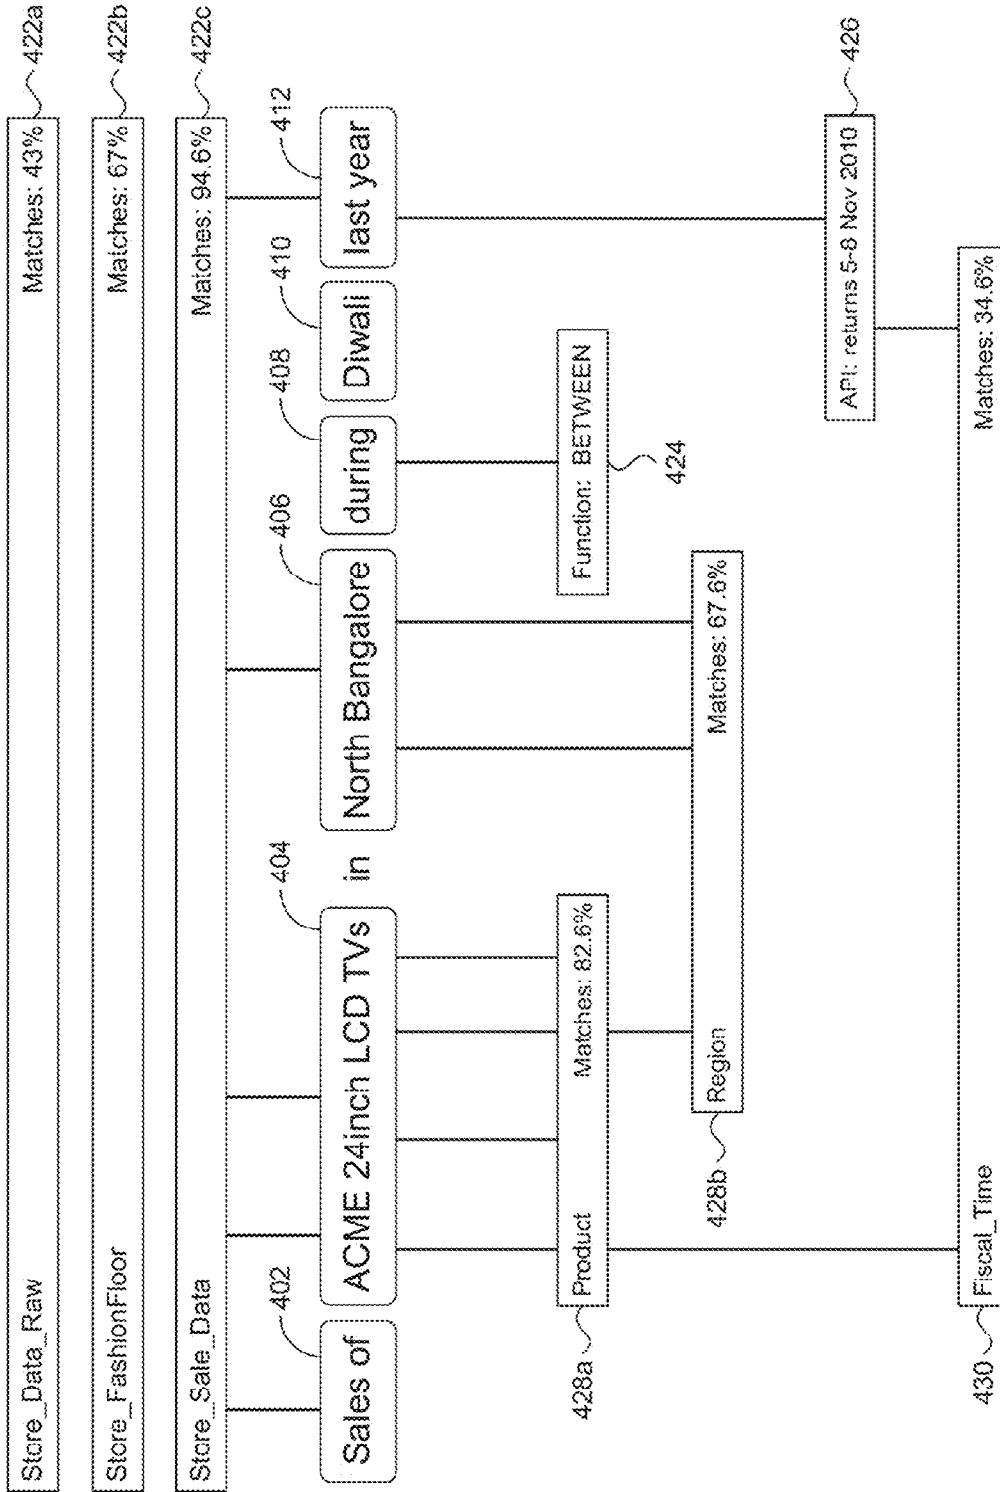 Store_Data_Raw Matches: 43% 422a
Store_FashionFloor Matches: 67% 422b
Store_Sale_Data Matches: 94.6% 422c
402 404 406 408 410 412
Sales of ACME 24inch LCD TVs in North Bangalore during Diwali last year
428a Product Matches: 82.6% Function: BETWEEN
424
428b Region Matches: 67.6%
API: returns 5-8 Nov 2010 426
430 Fiscal_Time Matches: 34.6%